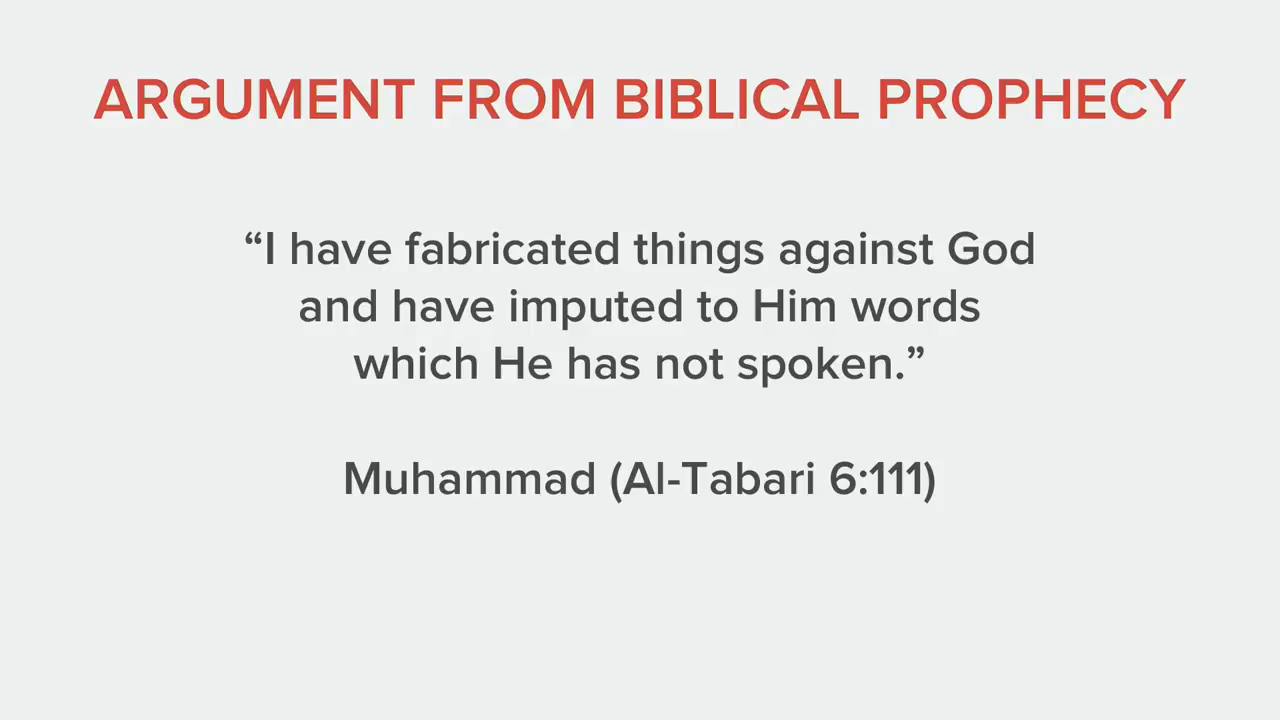 ARGUMENT FROM BIBLICAL PROPHECY
“I have fabricated things against God
and have imputed to Him words
which He has not spoken.”
Muhammad (Al-Tabari 6:111)